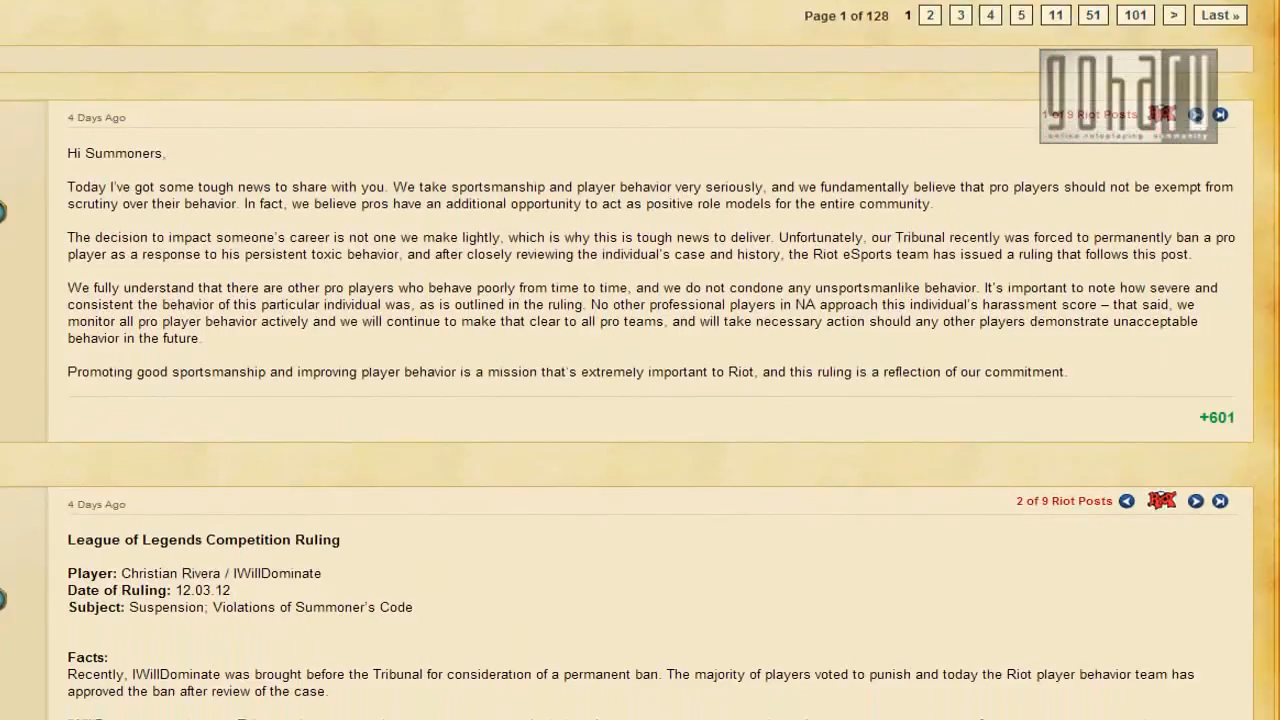 Page 1 of 128 1 2 3 4 5 11 51 101 > Last »
goharu
online roleplaying community
4 Days Ago
1 of 9 Riot Posts
Hi Summoners,
Today I've got some tough news to share with you. We take sportsmanship and player behavior very seriously, and we fundamentally believe that pro players should not be exempt from
scrutiny over their behavior. In fact, we believe pros have an additional opportunity to act as positive role models for the entire community.
The decision to impact someone's career is not one we make lightly, which is why this is tough news to deliver. Unfortunately, our Tribunal recently was forced to permanently ban a pro
player as a response to his persistent toxic behavior, and after closely reviewing the individual's case and history, the Riot eSports team has issued a ruling that follows this post.
We fully understand that there are other pro players who behave poorly from time to time, and we do not condone any unsportsmanlike behavior. It's important to note how severe and
consistent the behavior of this particular individual was, as is outlined in the ruling. No other professional players in NA approach this individual's harassment score – that said, we
monitor all pro player behavior actively and we will continue to make that clear to all pro teams, and will take necessary action should any other players demonstrate unacceptable
behavior in the future.
Promoting good sportsmanship and improving player behavior is a mission that's extremely important to Riot, and this ruling is a reflection of our commitment.
+601
4 Days Ago
2 of 9 Riot Posts
League of Legends Competition Ruling
Player: Christian Rivera / IWillDominate
Date of Ruling: 12.03.12
Subject: Suspension; Violations of Summoner's Code
Facts:
Recently, IWillDominate was brought before the Tribunal for consideration of a permanent ban. The majority of players voted to punish and today the Riot player behavior team has
approved the ban after review of the case.